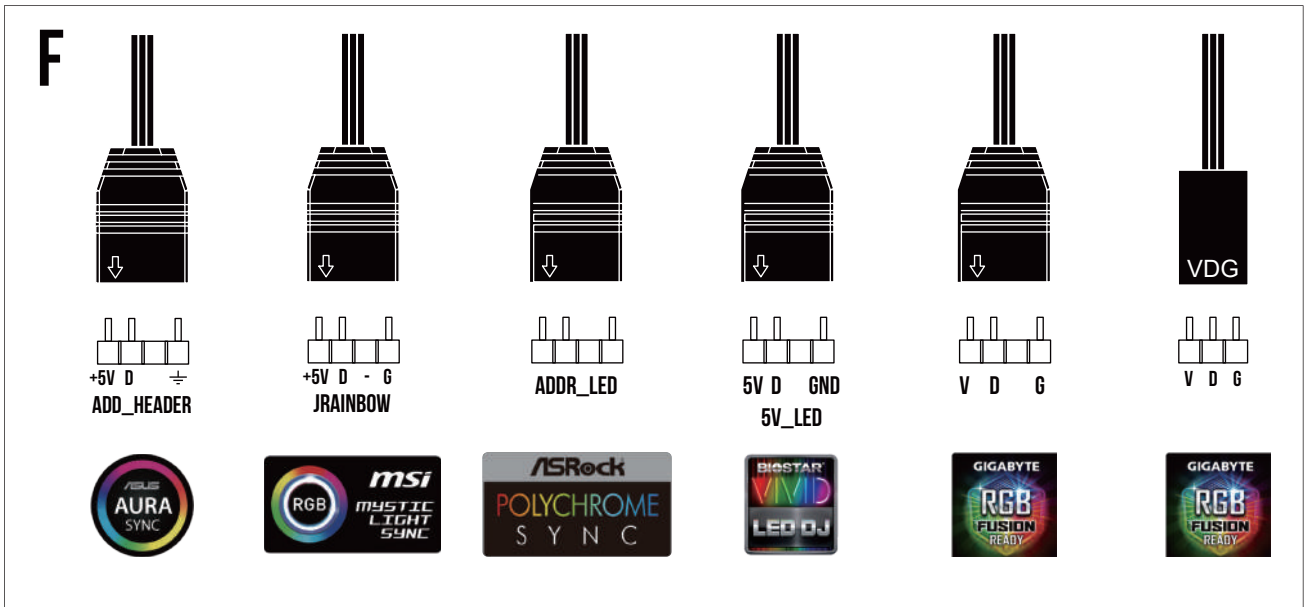 F
VDG
+5V D
ADD_HEADER
+5V D - G
JRAINBOW
ADDR_LED
5V D GND
5V_LED
V D G
V D G
ASUS
AURA
SYNC
RGB
msi
MYSTIC
LIGHT
SYNC
ASRock
POLYCHROME
SYNC
BIOSTAR
VIVID
LED DJ
GIGABYTE
RGB
FUSION
READY
GIGABYTE
RGB
FUSION
READY